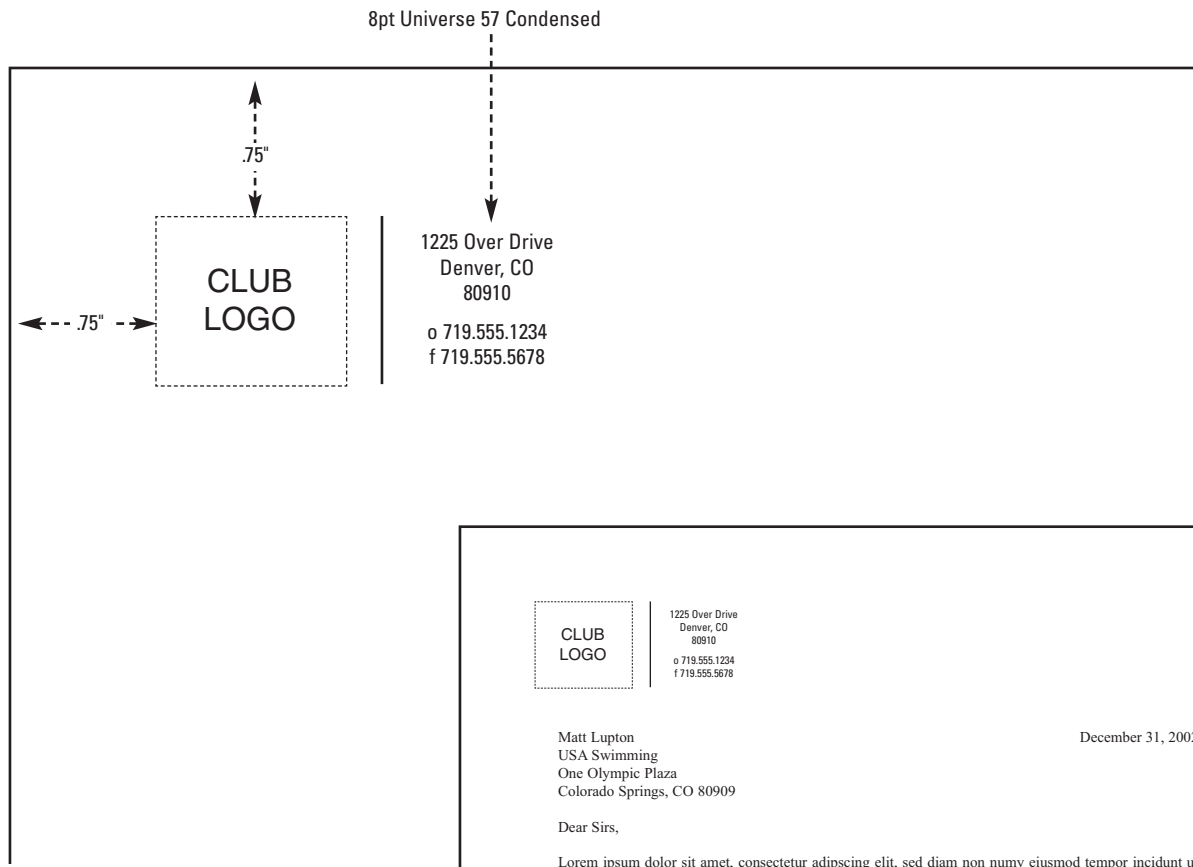 8pt Universe 57 Condensed
.75"
CLUB
LOGO
.75"
1225 Over Drive
Denver, CO
80910
o 719.555.1234
f 719.555.5678
CLUB
LOGO
1225 Over Drive
Denver, CO
80910
o 719.555.1234
f 719.555.5678
Matt Lupton
December 31,
USA Swimming
One Olympic Plaza
Colorado Springs, CO 80909
Dear Sirs,
Lorem ipsum dolor sit amet, consectetur adipscing elit, sed diam non numy eiusmod tempor incidunt